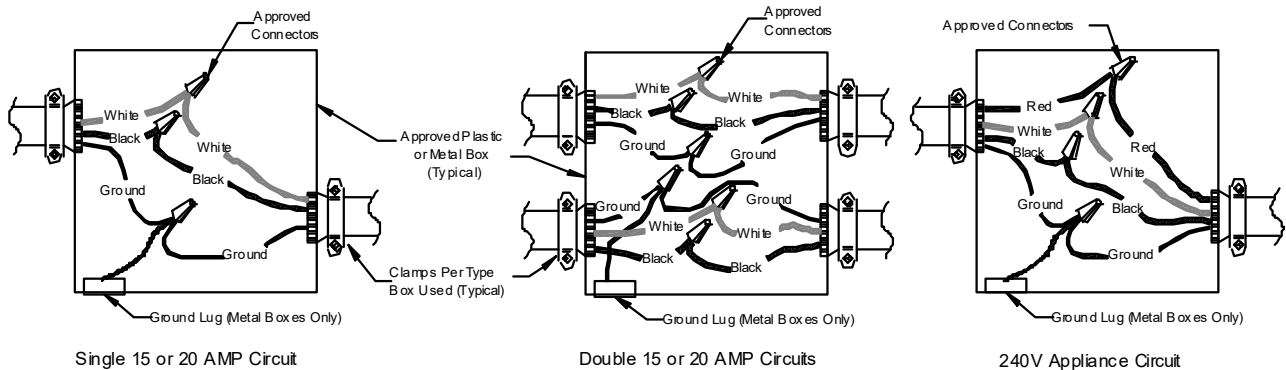 Approved
Connectors
White
Black
White
Ground
Black
Ground
Ground Lug (Metal Boxes Only)
Single 15 or 20 AMP Circuit
Approved Plastic
or Metal Box
(Typical)
Clamps Per Type
Box Used (Typical)
Approved
Connectors
White
White
Black
Black
Ground
Ground
Ground
Ground
White
White
Black
Black
Ground Lug (Metal Boxes Only)
Double 15 or 20 AMP Circuits
Approved Connectors
Red
White
Black
Red
White
Ground
Black
Ground
Ground Lug (Metal Boxes Only)
240V Appliance Circuit